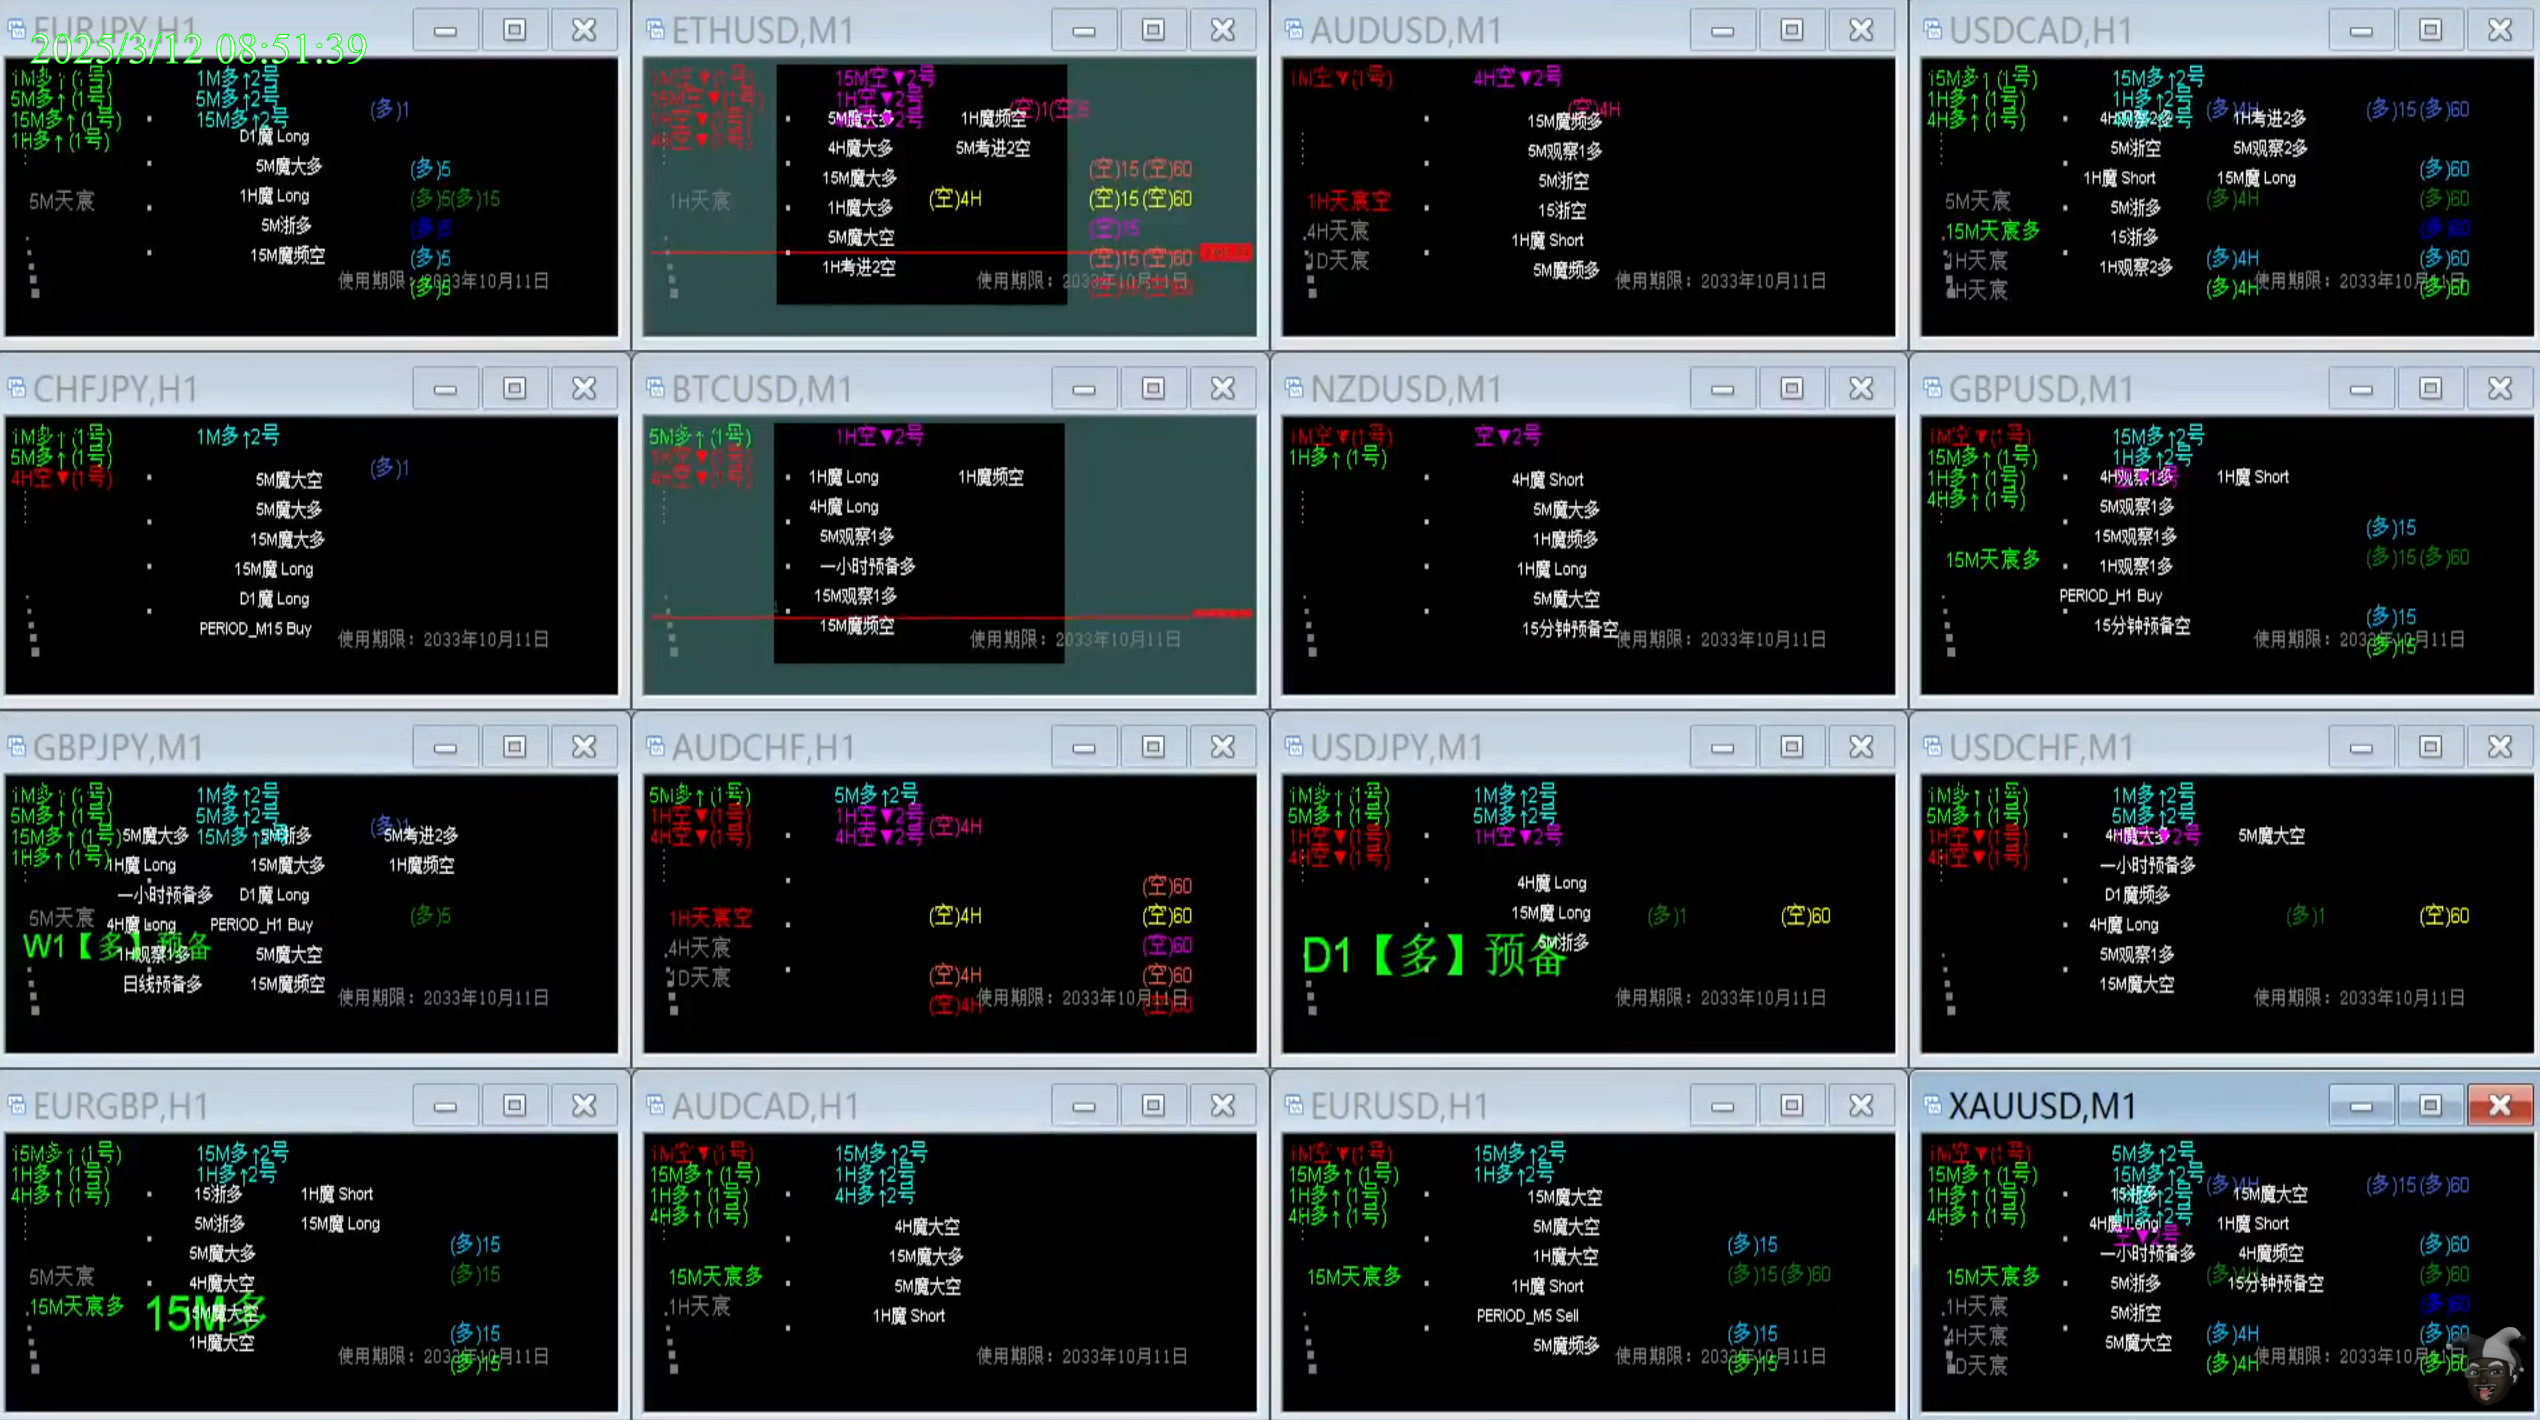 EURJPY,H1
2025/3/12 08:51:39
1M多↑(1号)
5M多↑(1号)
15M多↑(1号)
1H多↑(1号)
1M多↑2号
5M多↑2号
15M多↑2号
(多)1
D1魔 Long
5M魔大多
1H魔 Long
5M浙多
15M魔频空
5M天宸
(多)5
(多)5(多)15
(多)5
(多)5
(多)5
使用期限：2033年10月11日
ETHUSD,M1
1M空▼(1号)
15M空▼(1号)
1H空▼(1号)
4H空▼(1号)
15M空▼2号
1H空▼2号
5M魔大多
4H魔大多
15M魔大多
1H魔大多
5M魔大空
1H考进2空
1H魔频空
5M考进2空
(空)1(空)5
1H天宸
(空)4H
(空)15(空)60
(空)15(空)60
(空)15
(空)15(空)60
使用期限：2033年10月11日
AUDUSD,M1
1M空▼(1号)
4H空▼2号
(空)4H
15M魔频多
5M观察1多
5M浙空
15浙空
1H魔 Short
5M魔频多
1H天宸空
4H天宸
1D天宸
使用期限：2033年10月11日
USDCAD,H1
15M多↑(1号)
1H多↑(1号)
4H多↑(1号)
15M多↑2号
1H多↑2号
(多)4H
(多)15(多)60
4H观察2多
5M浙空
1H魔 Short
5M浙多
15浙多
1H观察2多
1H考进2多
5M观察2多
15M魔 Long
5M天宸
15M天宸多
1H天宸
4H天宸
(多)4H
(多)4H
(多)4H
(多)60
(多)60
(多)60
(多)60
(多)60
使用期限：2033年10月11日
CHFJPY,H1
1M多↑(1号)
5M多↑(1号)
4H空▼(1号)
1M多↑2号
(多)1
5M魔大空
5M魔大多
15M魔大多
15M魔 Long
D1魔 Long
PERIOD_M15 Buy
使用期限：2033年10月11日
BTCUSD,M1
5M多↑(1号)
1H空▼(1号)
4H空▼(1号)
1H空▼2号
1H魔 Long
4H魔 Long
5M观察1多
一小时预备多
15M观察1多
15M魔频空
1H魔频空
使用期限：2033年10月11日
NZDUSD,M1
1M空▼(1号)
1H多↑(1号)
空▼2号
4H魔 Short
5M魔大多
1H魔频多
1H魔 Long
5M魔大空
15分钟预备空
使用期限：2033年10月11日
GBPUSD,M1
1M空▼(1号)
15M多↑(1号)
1H多↑(1号)
4H多↑(1号)
15M多↑2号
1H多↑2号
4H观察1多
5M观察1多
15M观察1多
1H观察1多
PERIOD_H1 Buy
15分钟预备空
1H魔 Short
15M天宸多
(多)15
(多)15(多)60
(多)15
(多)15
使用期限：2033年10月11日
GBPJPY,M1
1M多↑(1号)
5M多↑(1号)
15M多↑(1号)
1H多↑(1号)
1M多↑2号
5M多↑2号
15M多↑2号
(多)1
5M魔大多
1H魔 Long
一小时预备多
4H魔 Long
1H观察1多
日线预备多
5M浙多
15M魔大多
D1魔 Long
PERIOD_H1 Buy
5M魔大空
15M魔频空
5M考进2多
1H魔频空
5M天宸
W1【多】预备
(多)5
使用期限：2033年10月11日
AUDCHF,H1
5M多↑(1号)
1H空▼(1号)
4H空▼(1号)
5M多↑2号
1H空▼2号
4H空▼2号
(空)4H
1H天宸空
4H天宸
1D天宸
(空)4H
(空)4H
(空)4H
(空)60
(空)60
(空)60
(空)60
(空)60
使用期限：2033年10月11日
USDJPY,M1
1M多↑(1号)
5M多↑(1号)
1H空▼(1号)
4H空▼(1号)
1M多↑2号
5M多↑2号
1H空▼2号
4H魔 Long
15M魔 Long
5M浙多
D1【多】预备
(多)1
(空)60
使用期限：2033年10月11日
USDCHF,M1
1M多↑(1号)
5M多↑(1号)
1H空▼(1号)
4H空▼(1号)
1M多↑2号
5M多↑2号
4H魔大多
一小时预备多
D1魔频多
4H魔 Long
5M观察1多
15M魔大空
5M魔大空
(多)1
(空)60
使用期限：2033年10月11日
EURGBP,H1
15M多↑(1号)
1H多↑(1号)
4H多↑(1号)
15M多↑2号
1H多↑2号
15浙多
5M浙多
5M魔大多
4H魔大空
15M魔大空
1H魔大空
1H魔 Short
15M魔 Long
5M天宸
15M天宸多
15M多
(多)15
(多)15
(多)15
(多)15
使用期限：2033年10月11日
AUDCAD,H1
1M空▼(1号)
15M多↑(1号)
1H多↑(1号)
4H多↑(1号)
15M多↑2号
1H多↑2号
4H多↑2号
4H魔大空
15M魔大多
5M魔大空
1H魔 Short
15M天宸多
1H天宸
使用期限：2033年10月11日
EURUSD,H1
1M空▼(1号)
15M多↑(1号)
1H多↑(1号)
4H多↑(1号)
15M多↑2号
1H多↑2号
15M魔大空
5M魔大空
1H魔大空
1H魔 Short
PERIOD_M5 Sell
5M魔频多
15M天宸多
(多)15
(多)15(多)60
(多)15
(多)15
使用期限：2033年10月11日
XAUUSD,M1
1M空▼(1号)
15M多↑(1号)
1H多↑(1号)
4H多↑(1号)
5M多↑2号
15M多↑2号
1H多↑2号
4H多↑2号
空▼2号
(多)4H
(多)15(多)60
15浙多
4H魔 Long
一小时预备多
5M浙多
5M浙空
5M魔大空
15M魔大空
1H魔 Short
4H魔频空
15分钟预备空
15M天宸多
1H天宸
4H天宸
1D天宸
(多)4H
(多)4H
(多)60
(多)60
(多)60
(多)60
(多)60
使用期限：2033年10月11日